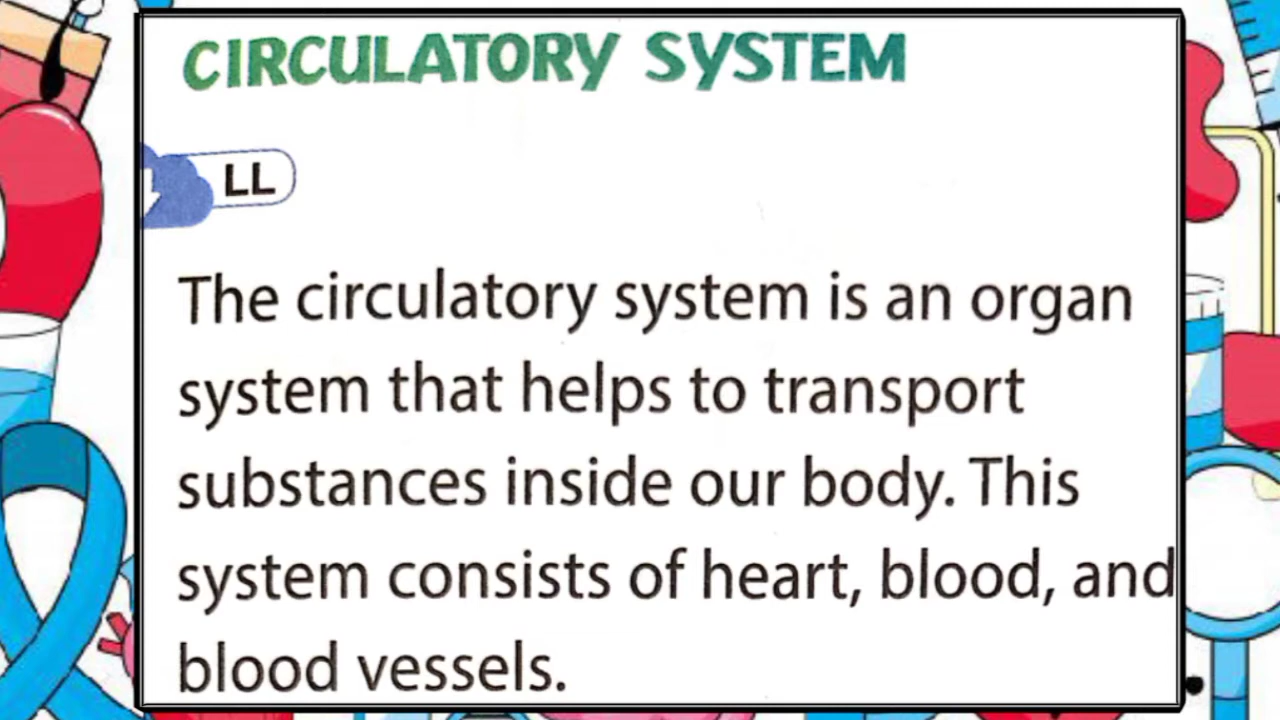 CIRCULATORY SYSTEM
LL
The circulatory system is an organ
system that helps to transport
substances inside our body. This
system consists of heart, blood, and
blood vessels.